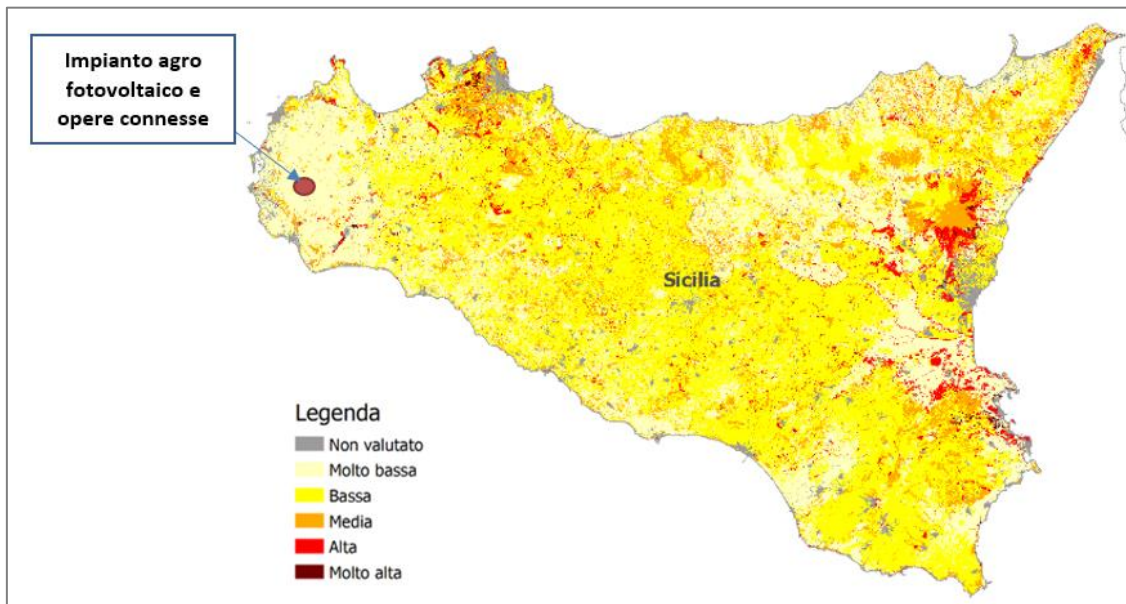 Impianto agro
fotovoltaico e
opere connesse
Sicilia
Legenda
Non valutato
Molto bassa
Bassa
Media
Alta
Molto alta